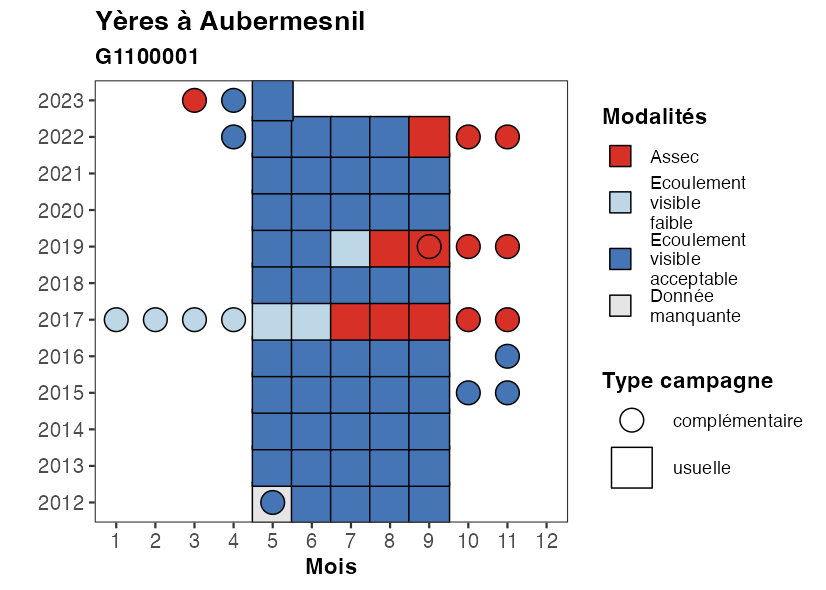 Yères à Aubermesnil
G1100001
2023
2022
2021
2020
2019
2018
2017
2016
2015
2014
2013
2012
1 2 3 4 5 6 7 8 9 10 11 12
Mois
Modalités
Assec
Ecoulement
visible
faible
Ecoulement
visible
acceptable
Donnée
manquante
Type campagne
complémentaire
usuelle